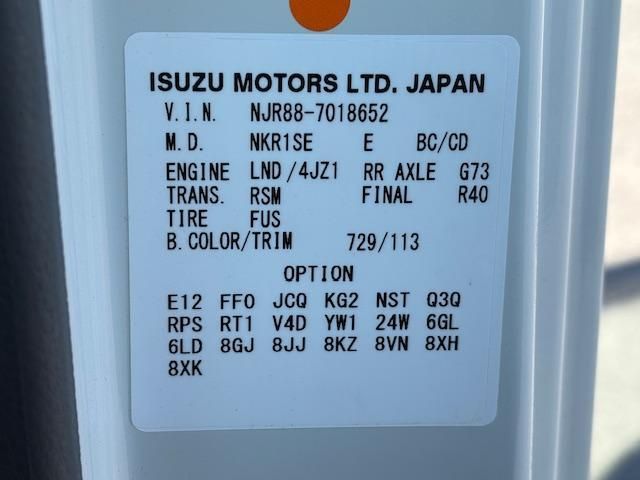 ISUZU MOTORS LTD. JAPAN
V.I.N. NJR88-7018652
M.D. NKR1SE E BC/CD
ENGINE LND/4JZ1 RR AXLE G73
TRANS. RSM FINAL R40
TIRE FUS
B.COLOR/TRIM 729/113
OPTION
E12 FF0 JCQ KG2 NST Q3Q
RPS RT1 V4D YW1 24W 6GL
6LD 8GJ 8JJ 8KZ 8VN 8XH
8XK